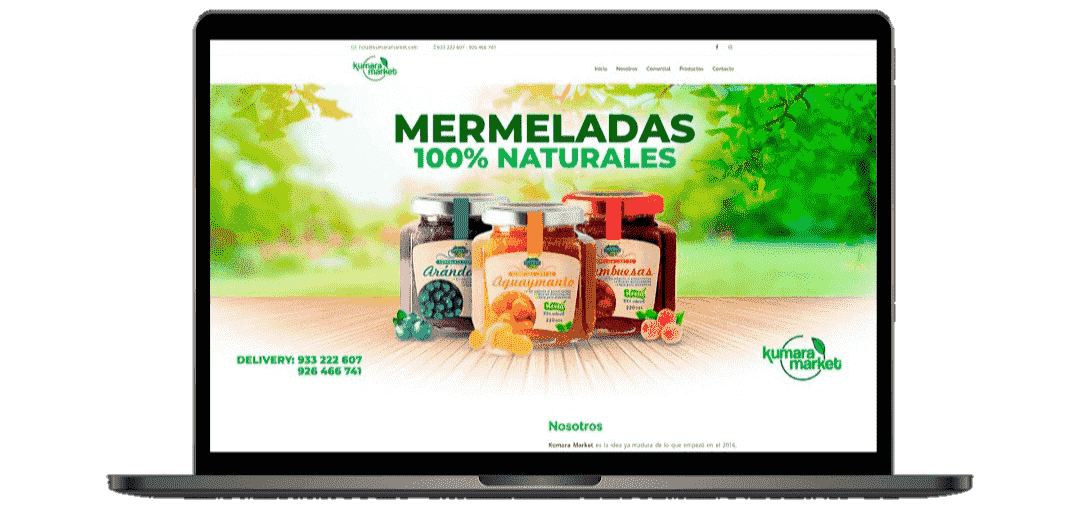 hola@kumaramarket.com 933 222 607 - 926 466 741
kumara
market
Inicio Nosotros Comercial Productos Contacto
MERMELADAS
100% NATURALES
Aránda
Aguaymanto
mbuesas
DELIVERY: 933 222 607
926 466 741
kumara
market
Nosotros
Kumara Market es la idea ya madura de lo que empezó en el 2016,